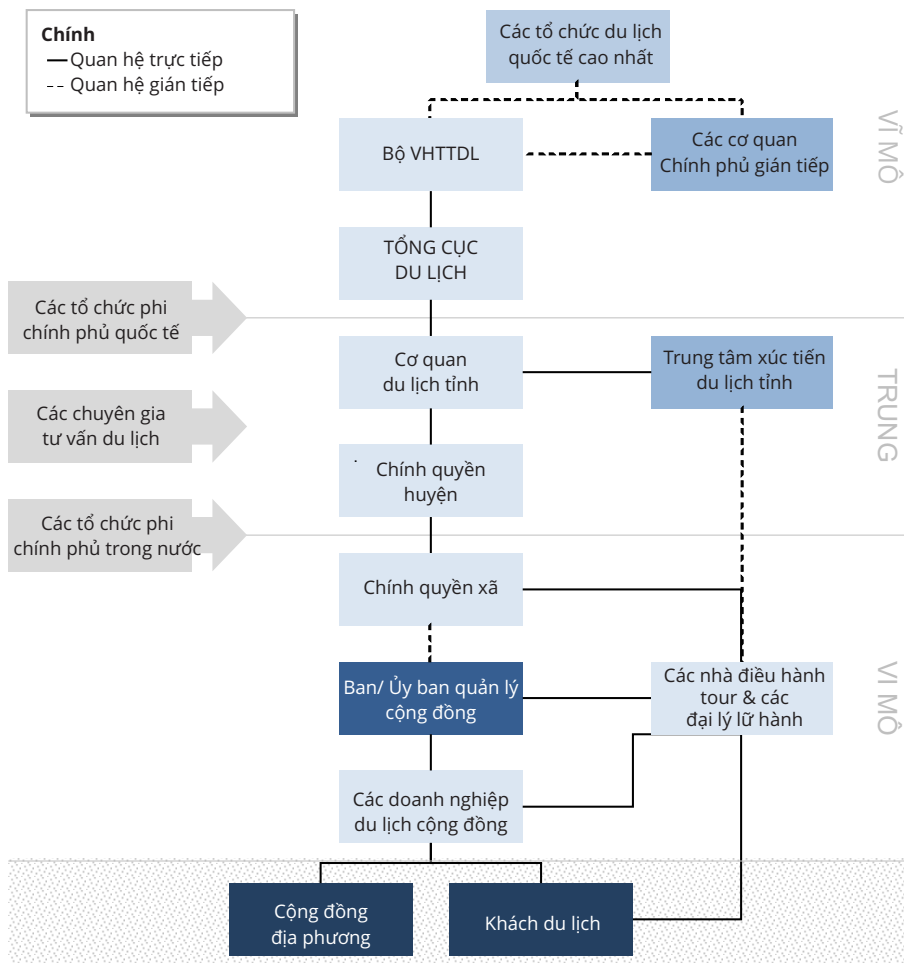 Chính
Quan hệ trực tiếp
Quan hệ gián tiếp
Các tổ chức du lịch
quốc tế cao nhất
Bộ VHTTDL
Các cơ quan
Chính phủ gián tiếp
VĨ MÔ
TỔNG CỤC
DU LỊCH
Các tổ chức phi
chính phủ quốc tế
Cơ quan
du lịch tỉnh
Trung tâm xúc tiến
du lịch tỉnh
TRUNG
Các chuyên gia
tư vấn du lịch
Chính quyền
huyện
Các tổ chức phi
chính phủ trong nước
Chính quyền xã
Ban/ Ủy ban quản lý
cộng đồng
Các nhà điều hành
tour & các
đại lý lữ hành
VI MÔ
Các doanh nghiệp
du lịch cộng đồng
Cộng đồng
địa phương
Khách du lịch